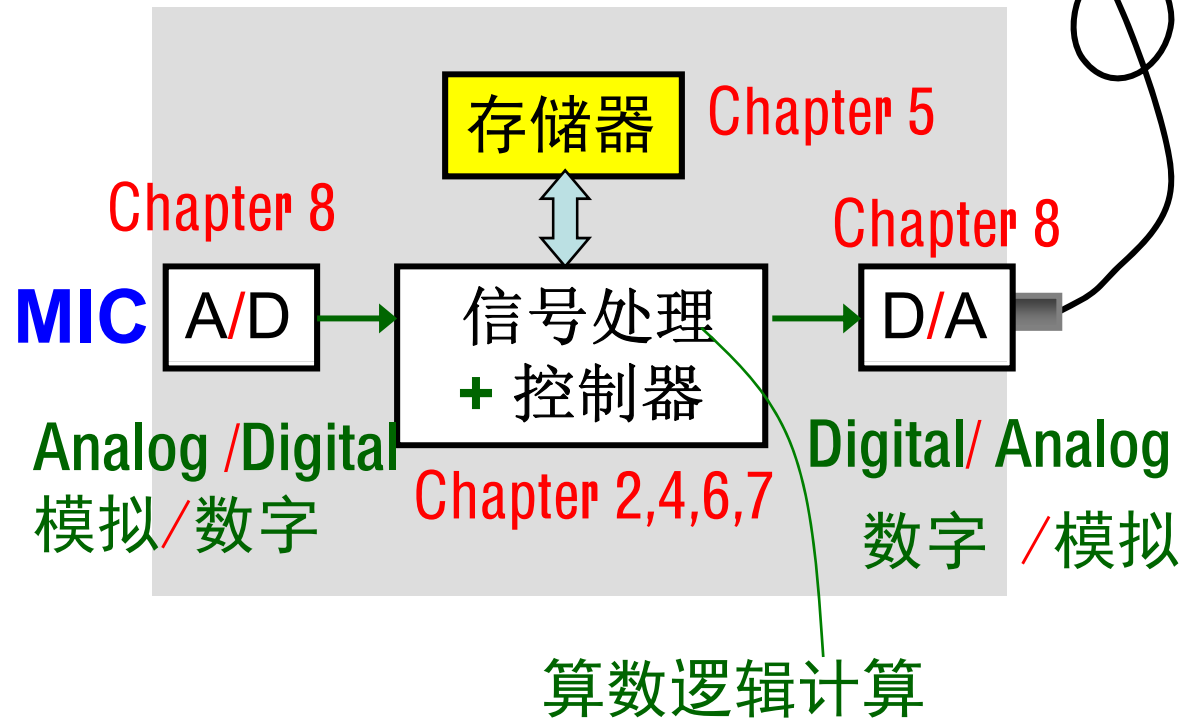 存储器
Chapter 5
Chapter 8
Chapter 8
MIC
A/D
信号处理
+ 控制器
D/A
Analog /Digital
模拟/数字
Chapter 2,4,6,7
Digital/ Analog
数字 /模拟
算数逻辑计算